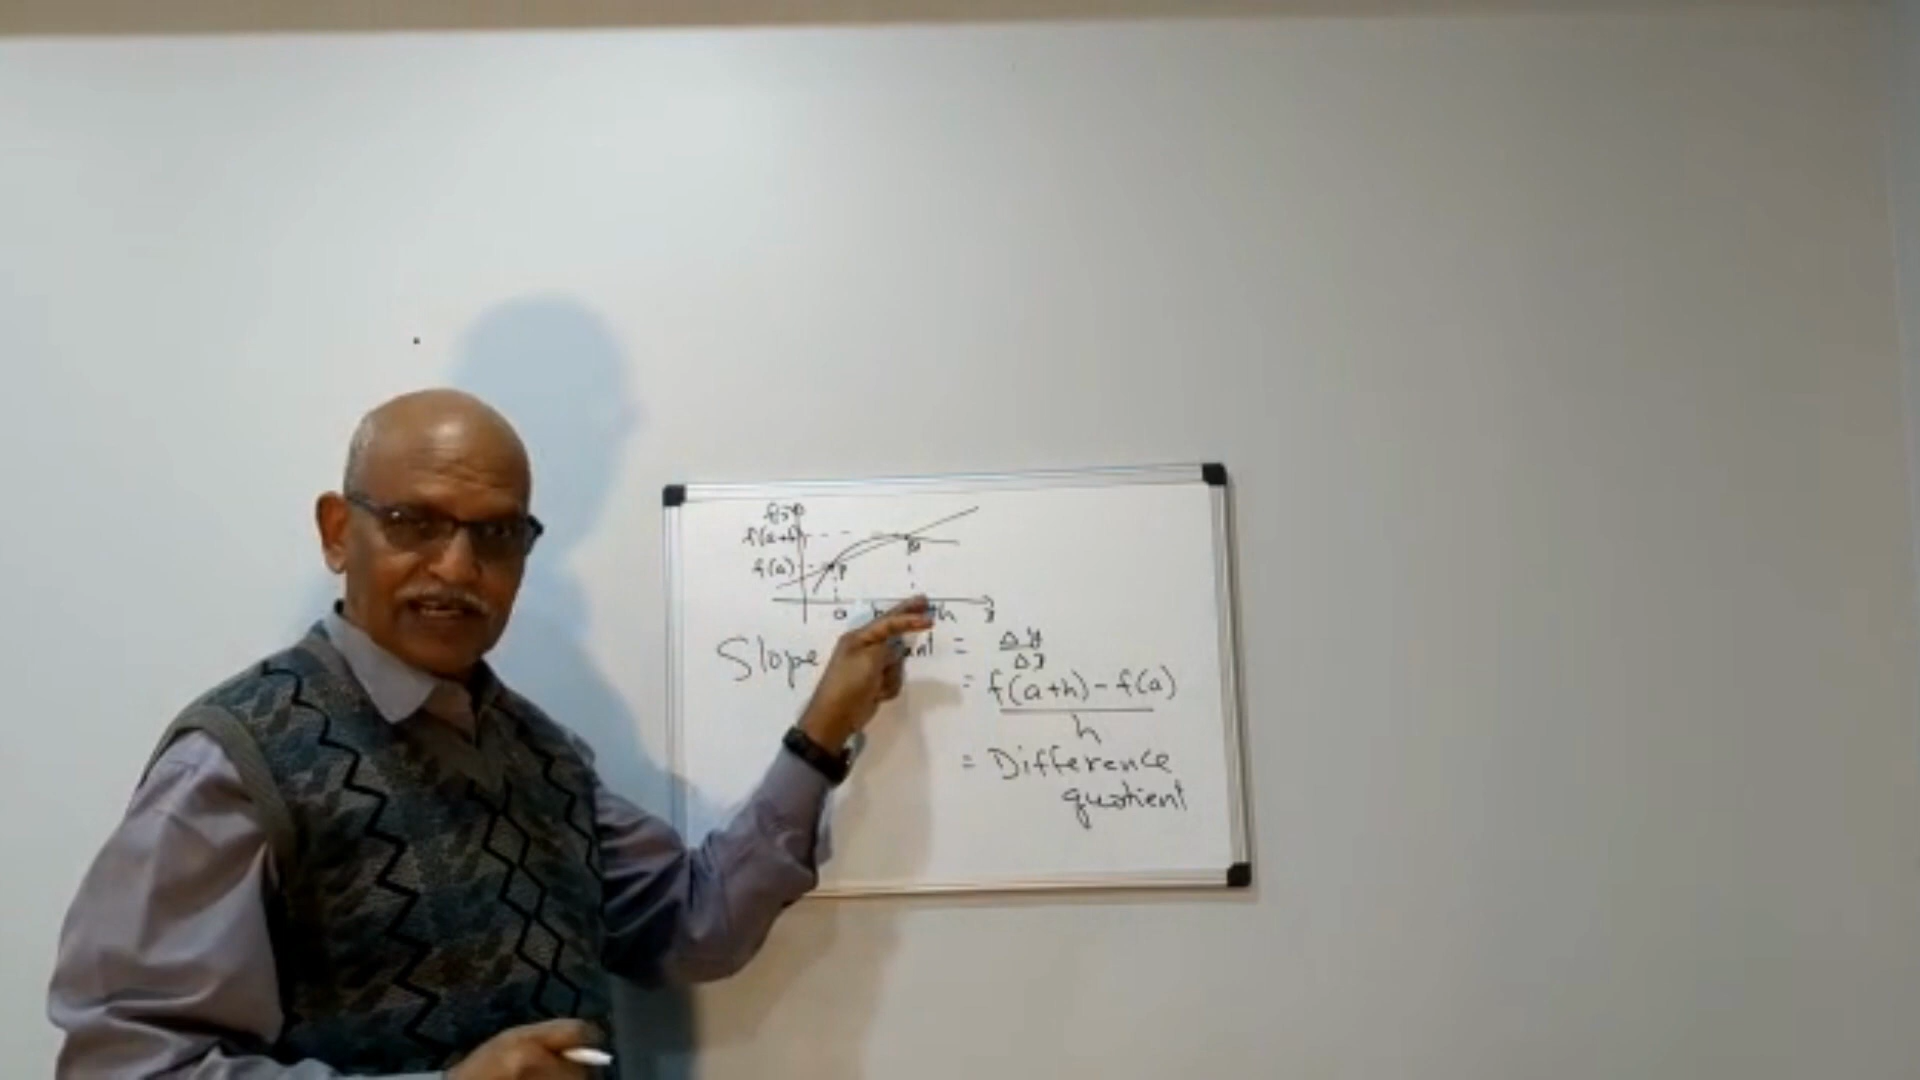 f(x)
f(a+h)
f(a) P
a h
Slope = Δy
Δx
= f(a+h) - f(a)
h
= Difference
quotient